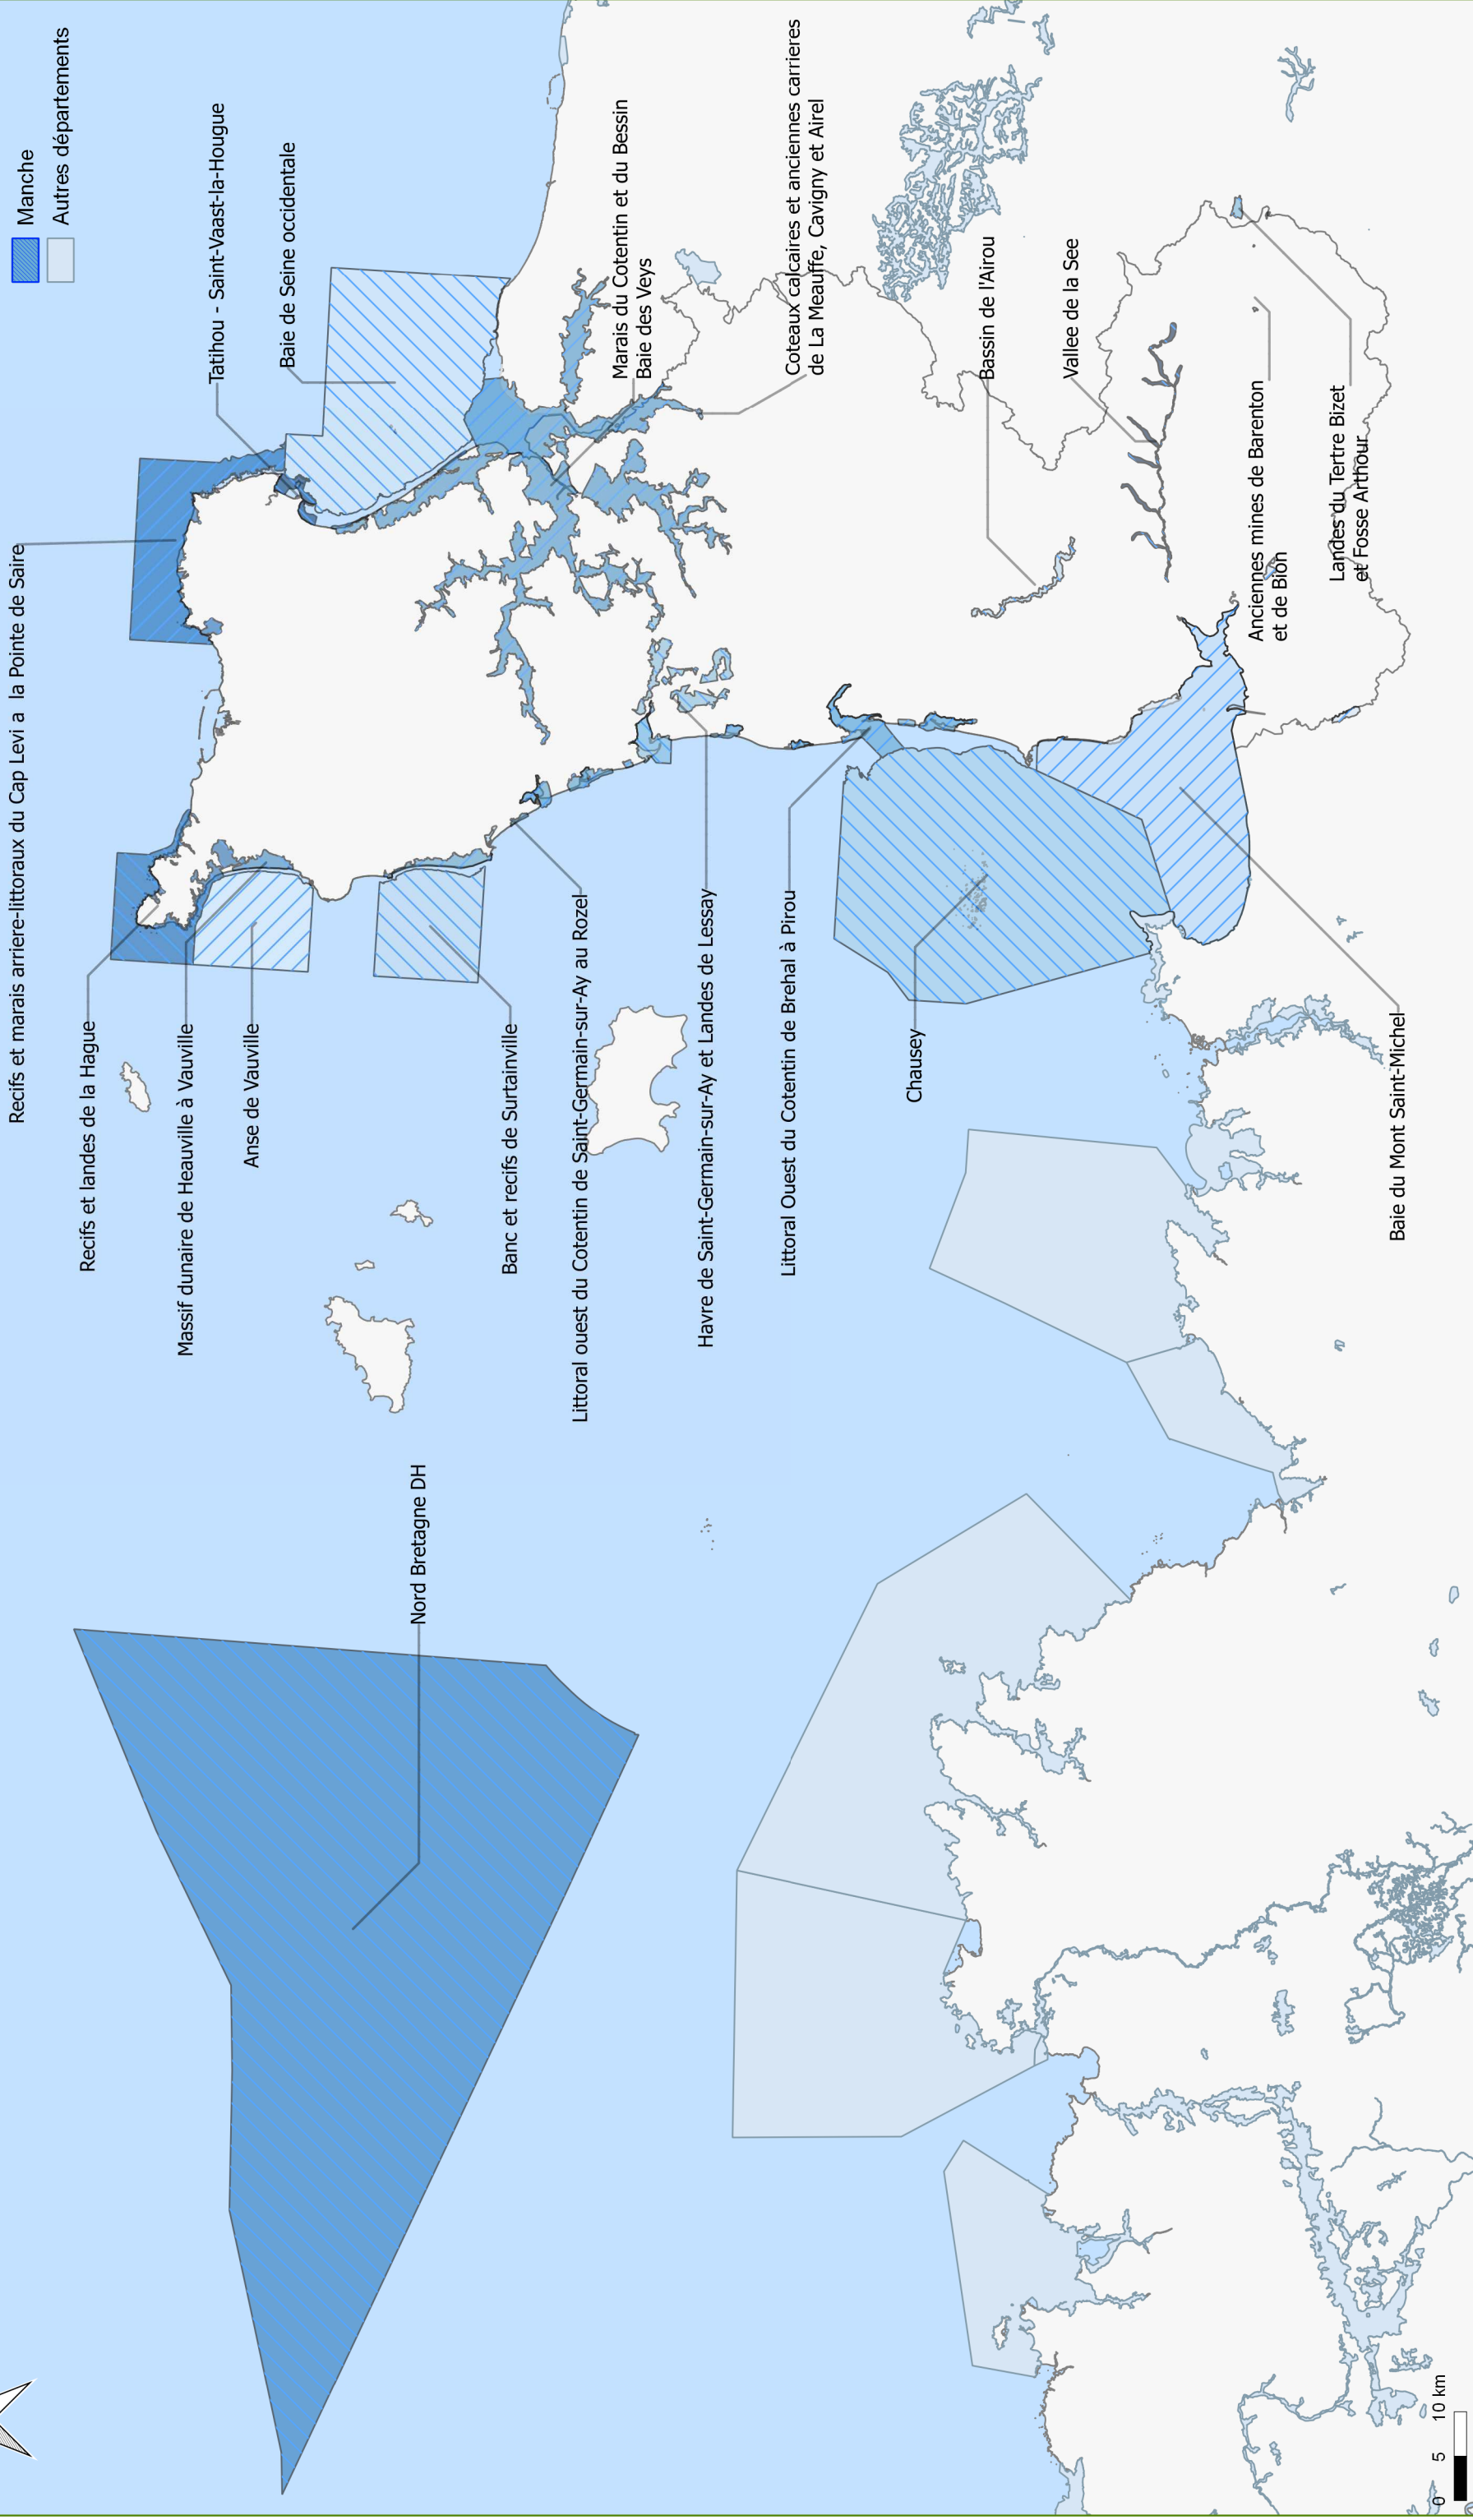 Manche
Autres départements
Recifs et marais arriere-littoraux du Cap Levi a  la Pointe de Saire
Tatihou - Saint-Vaast-la-Hougue
Baie de Seine occidentale
Recifs et landes de la Hague
Massif dunaire de Heauville à Vauville
Anse de Vauville
Nord Bretagne DH
Banc et recifs de Surtainville
Littoral ouest du Cotentin de Saint-Germain-sur-Ay au Rozel
Marais du Cotentin et du Bessin
Baie des Veys
Havre de Saint-Germain-sur-Ay et Landes de Lessay
Littoral Ouest du Cotentin de Brehal à Pirou
Coteaux calcaires et anciennes carrieres
de La Meauffe, Cavigny et Airel
Chausey
Bassin de l'Airou
Vallee de la See
Anciennes mines de Barenton
et de Bion
Landes du Tertre Bizet
et Fosse Arthour
Baie du Mont Saint-Michel
0 5 10 km